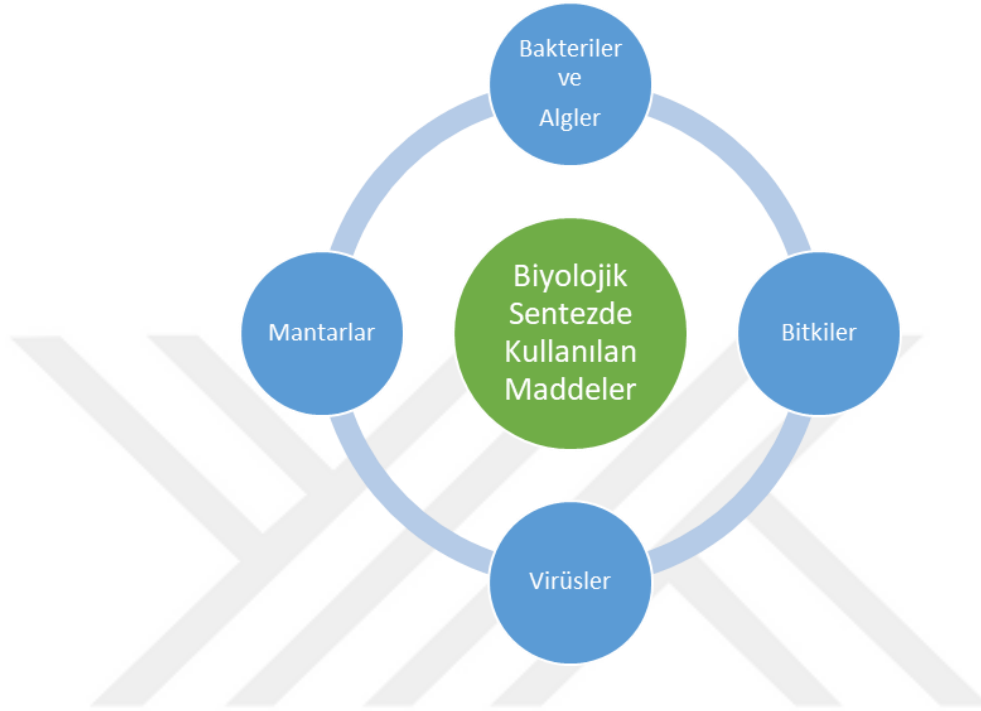 Bakteriler
ve
Algler
Biyolojik
Sentezde
Kullanılan
Maddeler
Mantarlar
Bitkiler
Virüsler